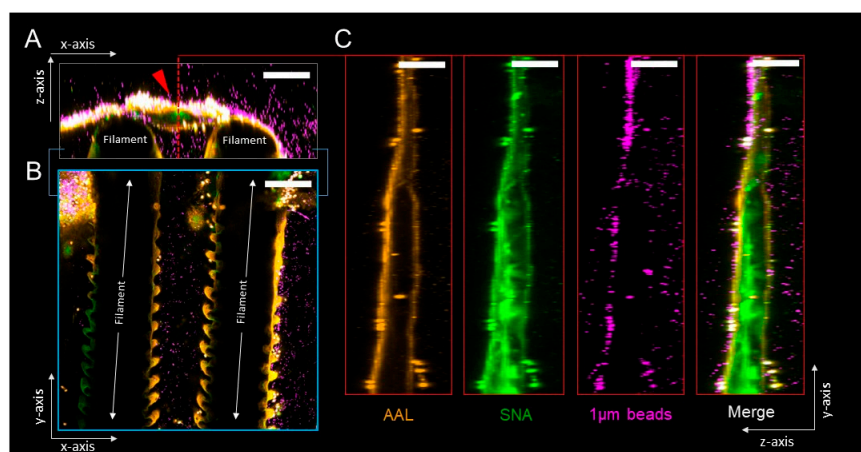 A
x-axis
z-axis
Filament
Filament
B
Filament
Filament
y-axis
x-axis
C
AAL
SNA
1µm beads
Merge
y-axis
z-axis